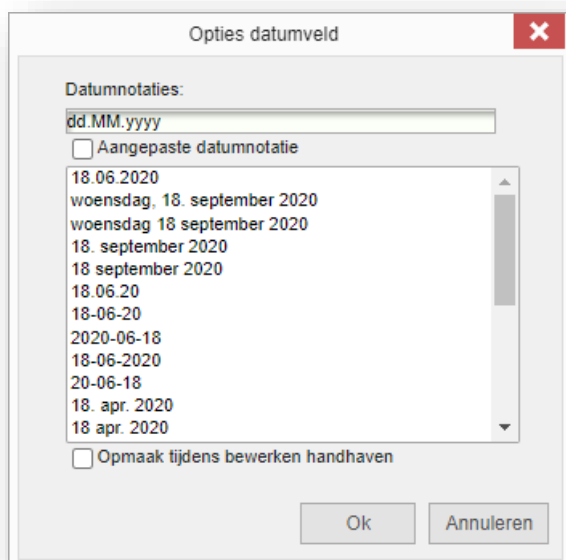 Opties datumveld
Datumnotaties:
dd.MM.yyyy
Aangepaste datumnotatie
18.06.2020
woensdag, 18. september 2020
woensdag 18 september 2020
18. september 2020
18 september 2020
18.06.20
18-06-20
2020-06-18
18-06-2020
20-06-18
18. apr. 2020
18 apr. 2020
Opmaak tijdens bewerken handhaven
Ok
Annuleren